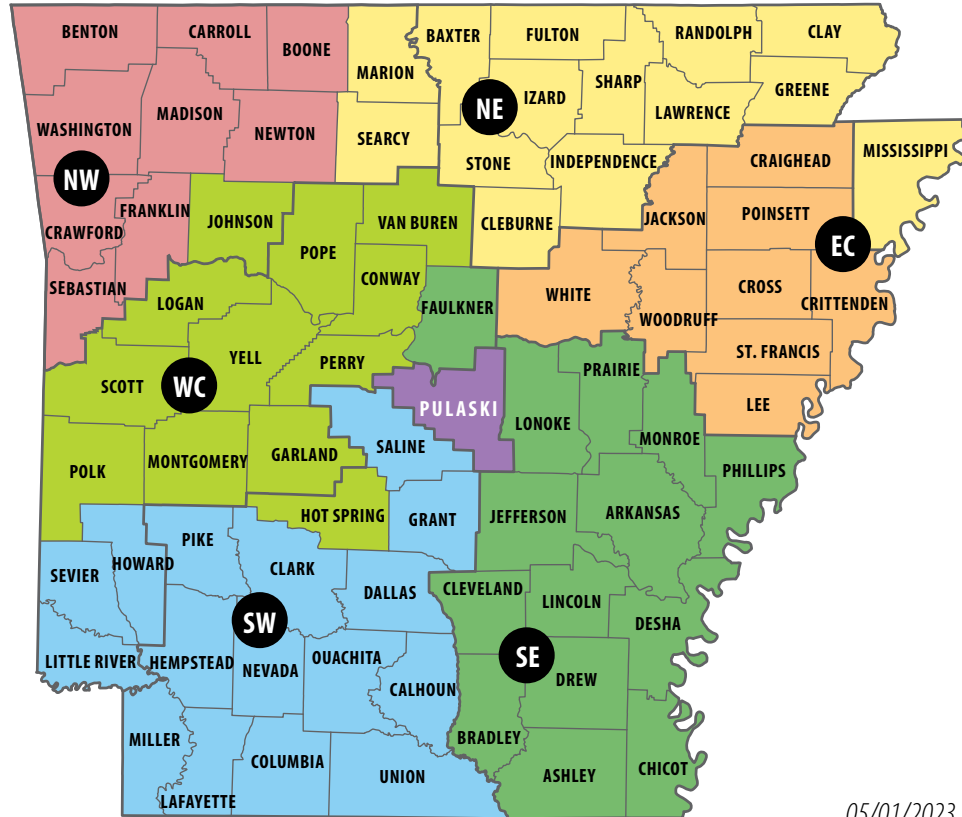 BENTON
CARROLL
BOONE
MARION
BAXTER
FULTON
RANDOLPH
CLAY
SHARP
IZARD
GREENE
LAWRENCE
WASHINGTON
MADISON
NEWTON
SEARCY
NE
STONE
INDEPENDENCE
CRAIGHEAD
MISSISSIPPI
NW
FRANKLIN
CRAWFORD
JOHNSON
POPE
VAN BUREN
CLEBURNE
JACKSON
POINSETT
EC
SEBASTIAN
LOGAN
CONWAY
FAULKNER
WHITE
WOODRUFF
CROSS
CRITTENDEN
YELL
PERRY
PRAIRIE
ST. FRANCIS
SCOTT
WC
PULASKI
LONOKE
LEE
POLK
MONTGOMERY
GARLAND
SALINE
MONROE
PHILLIPS
HOT SPRING
GRANT
JEFFERSON
ARKANSAS
PIKE
HOWARD
SEVIER
CLARK
DALLAS
CLEVELAND
LINCOLN
DESHA
SW
SE
LITTLE RIVER
HEMPSTEAD
NEVADA
OUACHITA
CALHOUN
DREW
MILLER
BRADLEY
COLUMBIA
UNION
ASHLEY
CHICOT
LAFAYETTE
05/01/2023